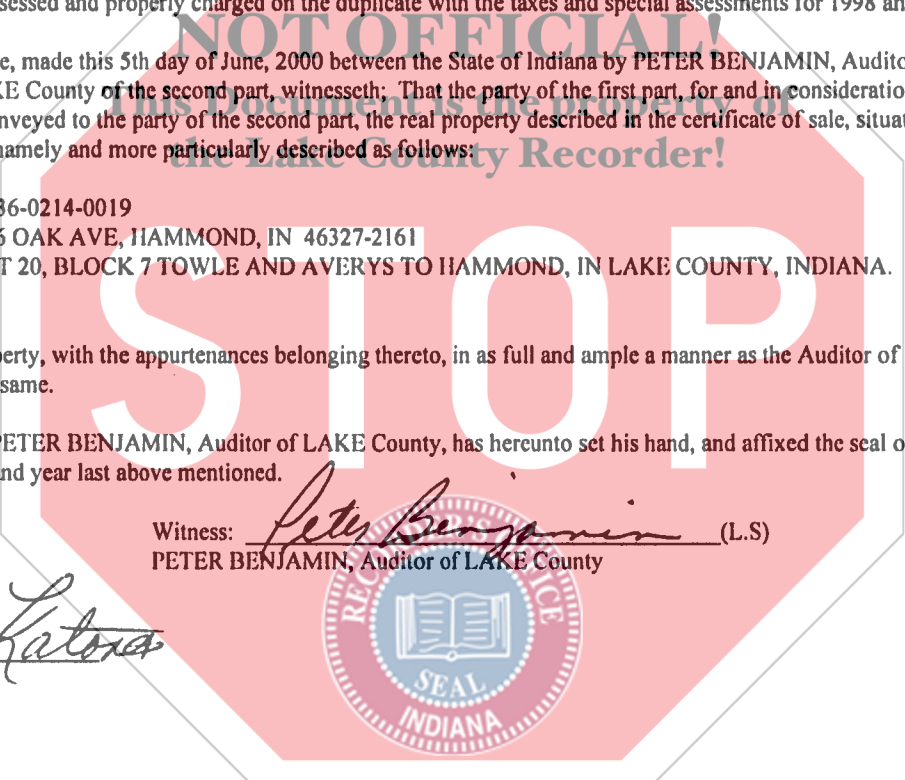 sessed and properly charged on the duplicate with the taxes and special assessments for 1998 an
NOT OFFICIAL!
e, made this 5th day of June, 2000 between the State of Indiana by PETER BENJAMIN, Audito
KE County of the second part, witnesseth; That the party of the first part, for and in consideratio
This Document is the property of
nveyed to the party of the second part, the real property described in the certificate of sale, situat
namely and more particularly described as follows:
the Lake County Recorder!
36-0214-0019
6 OAK AVE, HAMMOND, IN 46327-2161
T 20, BLOCK 7 TOWLE AND AVERYS TO HAMMOND, IN LAKE COUNTY, INDIANA.
STOP
perty, with the appurtenances belonging thereto, in as full and ample a manner as the Auditor of
same.
PETER BENJAMIN, Auditor of LAKE County, has hereunto set his hand, and affixed the seal o
nd year last above mentioned.
Witness: Peter Benjamin (L.S)
PETER BENJAMIN, Auditor of LAKE County
RECORDER'S OFFICE
SEAL
INDIANA
Katona